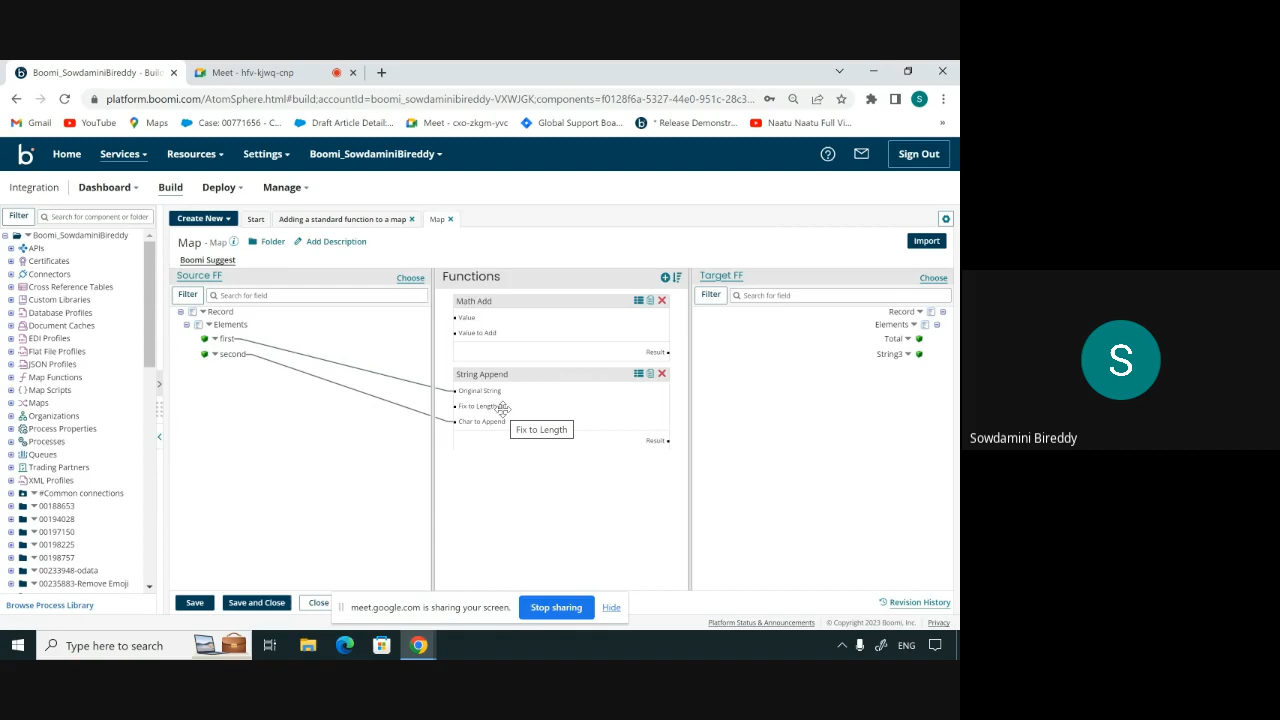 Boomi_SowdaminiBireddy - Buil
Meet - hfv-kjwq-cnp
platform.boomi.com/AtomSphere.html#build;accountId=boomi_sowdaminibireddy-VXWJGK;components=f0128f6a-5327-44e0-951c-28c3...
S
Gmail
YouTube
Maps
Case: 00771656 - C...
Draft Article Detail:...
Meet - cxo-zkgm-yvc
Global Support Boa...
* Release Demonstr...
Naatu Naatu Full Vi...
»
b
Home
Services
Resources
Settings
Boomi_SowdaminiBireddy
Sign Out
Integration
Dashboard
Build
Deploy
Manage
Filter
Search for component or folder
Create New
Start
Adding a standard function to a map
Map
Boomi_SowdaminiBireddy
APIs
Certificates
Connectors
Cross Reference Tables
Custom Libraries
Database Profiles
Document Caches
EDI Profiles
Flat File Profiles
JSON Profiles
Map Functions
Map Scripts
Maps
Organizations
Process Properties
Processes
Queues
Trading Partners
XML Profiles
#Common connections
00188653
00194028
00197150
00198225
00198757
00233948-odata
00235883-Remove Emoji
Browse Process Library
Map - Map
Folder
Add Description
Import
Boomi Suggest
Source FF
Choose
Filter
Search for field
Record
Elements
first
second
Functions
Math Add
Value
Value to Add
Result
String Append
Original String
Fix to Length
Char to Append
Result
Fix to Length
Target FF
Choose
Filter
Search for field
Record
Elements
Total
String3
Save
Save and Close
Close
meet.google.com is sharing your screen.
Stop sharing
Hide
Revision History
Platform Status & Announcements
© Copyright 2023 Boomi, Inc.
Privacy
Type here to search
ENG
S
Sowdamini Bireddy